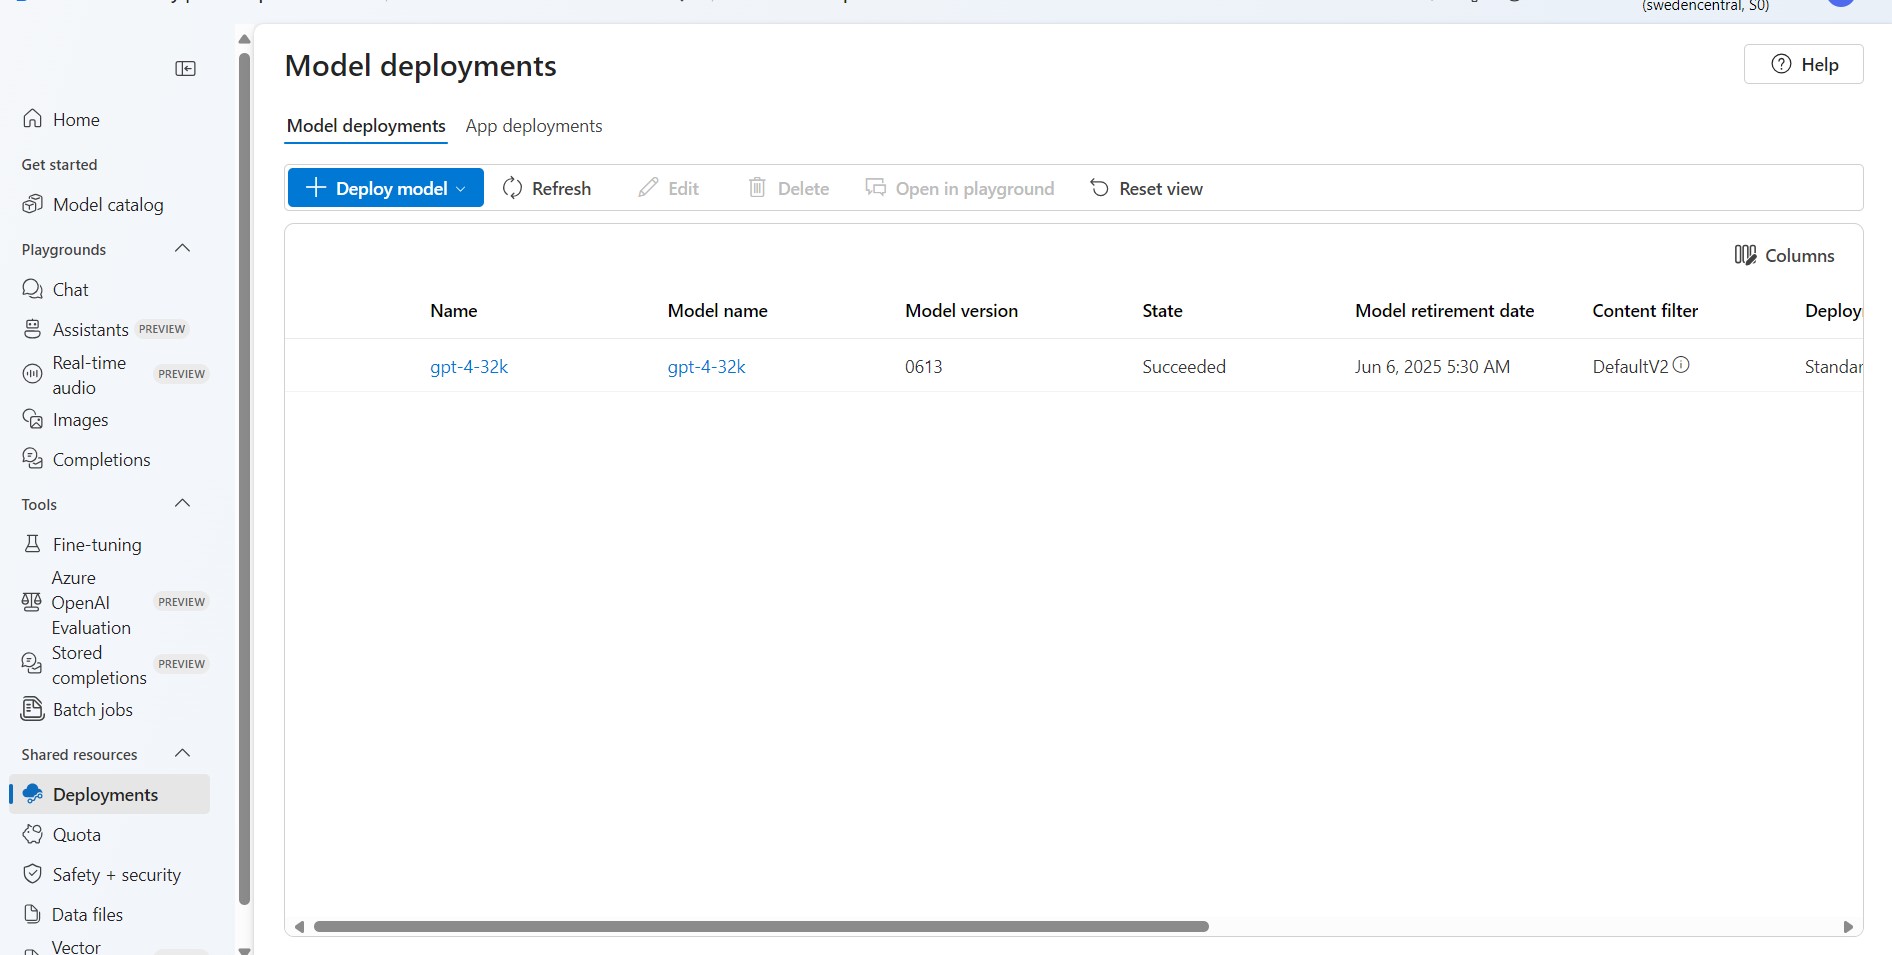 (swedencentral, S0)
Model deployments
Help
Model deployments
App deployments
Deploy model
Refresh
Edit
Delete
Open in playground
Reset view
Columns
Name
Model name
Model version
State
Model retirement date
Content filter
Deploy
gpt-4-32k
gpt-4-32k
0613
Succeeded
Jun 6, 2025 5:30 AM
DefaultV2
Standar
Home
Get started
Model catalog
Playgrounds
Chat
Assistants PREVIEW
Real-time
audio
PREVIEW
Images
Completions
Tools
Fine-tuning
Azure
OpenAI
Evaluation
PREVIEW
Stored
completions
PREVIEW
Batch jobs
Shared resources
Deployments
Quota
Safety + security
Data files
Vector